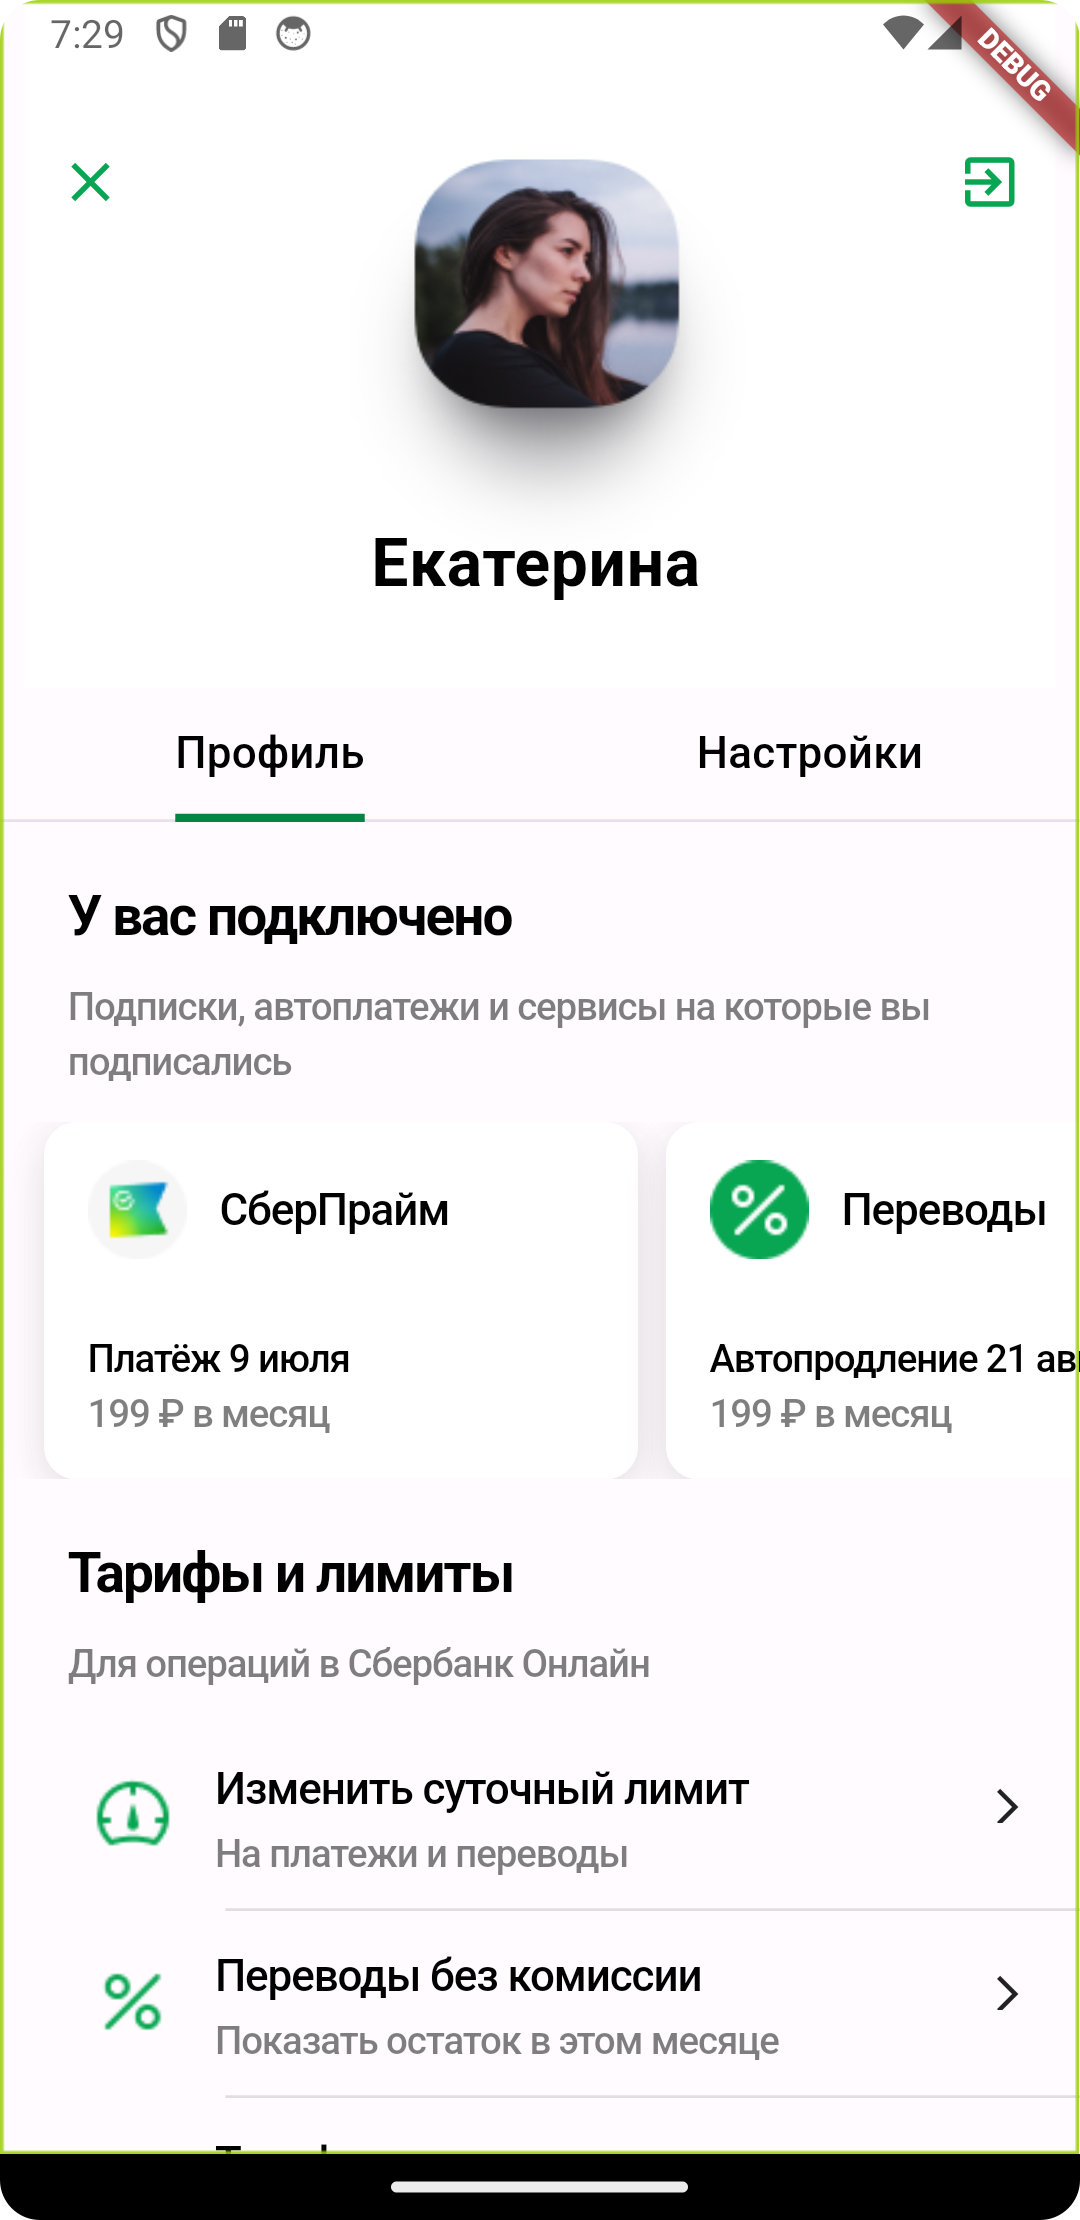 7:29
DEBUG
Екатерина
Профиль
Настройки
У вас подключено
Подписки, автоплатежи и сервисы на которые вы
подписались
СберПрайм
Платёж 9 июля
199 ₽ в месяц
Переводы
Автопродление 21 ав
199 ₽ в месяц
Тарифы и лимиты
Для операций в Сбербанк Онлайн
Изменить суточный лимит
На платежи и переводы
Переводы без комиссии
Показать остаток в этом месяце